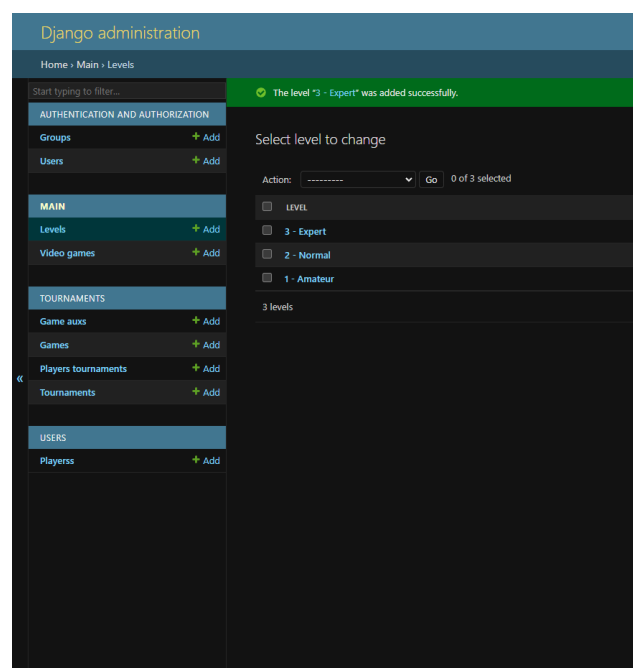 Django administration
Home › Main › Levels
Start typing to filter...
AUTHENTICATION AND AUTHORIZATION
Groups + Add
Users + Add
MAIN
Levels + Add
Video games + Add
TOURNAMENTS
Game auxs + Add
Games + Add
Players tournaments + Add
Tournaments + Add
USERS
Playerss + Add
«
The level “3 - Expert” was added successfully.
Select level to change
Action: --------- Go 0 of 3 selected
LEVEL
3 - Expert
2 - Normal
1 - Amateur
3 levels